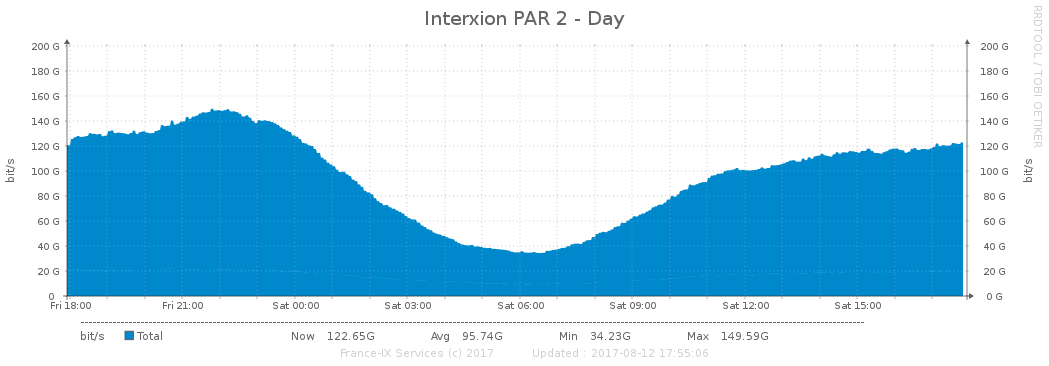 Interxion PAR 2 - Day
RRDTOOL / TOBI OETIKER
bit/s
200 G
180 G
160 G
140 G
120 G
100 G
80 G
60 G
40 G
20 G
0
200 G
180 G
160 G
140 G
120 G
100 G
80 G
60 G
40 G
20 G
0 G
bit/s
Fri 18:00 Fri 21:00 Sat 00:00 Sat 03:00 Sat 06:00 Sat 09:00 Sat 12:00 Sat 15:00
bit/s Total Now 122.65G Avg 95.74G Min 34.23G Max 149.59G
France-IX Services (c) 2017 Updated : 2017-08-12 17:55:06